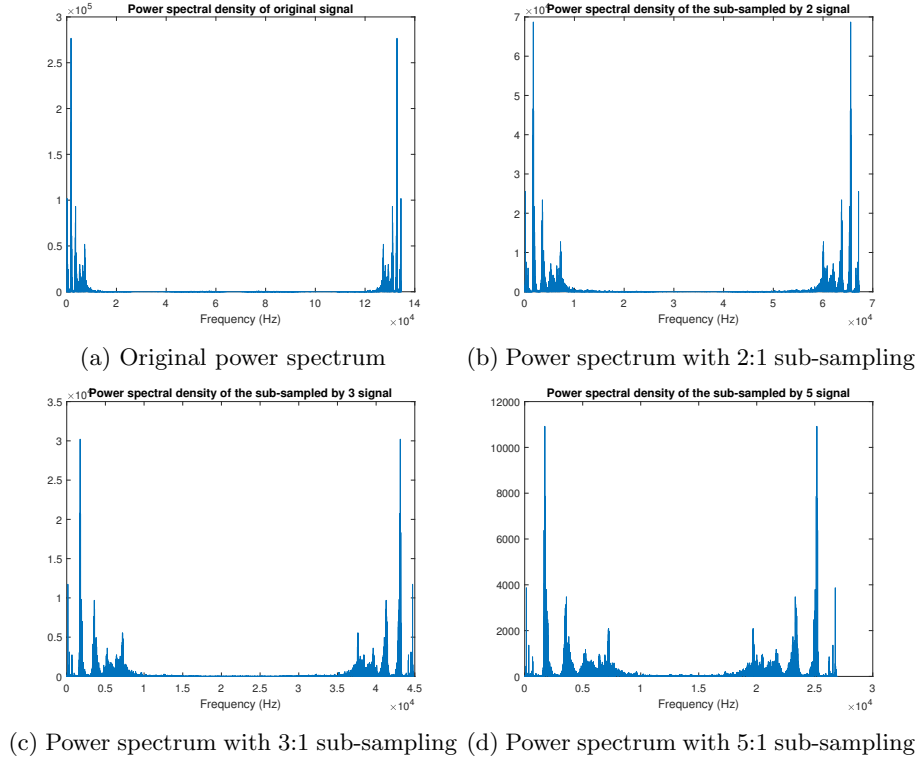 Power spectral density of original signal
×10^5
3
2.5
2
1.5
1
0.5
0
0 2 4 6 8 10 12 14
Frequency (Hz)
×10^4
(a) Original power spectrum
Power spectral density of the sub-sampled by 2 signal
7
6
5
4
3
2
1
0
0 1 2 3 4 5 6 7
Frequency (Hz)
×10^4
(b) Power spectrum with 2:1 sub-sampling
Power spectral density of the sub-sampled by 3 signal
3.5
3
2.5
2
1.5
1
0.5
0
0 0.5 1 1.5 2 2.5 3 3.5 4 4.5
Frequency (Hz)
×10^4
(c) Power spectrum with 3:1 sub-sampling
Power spectral density of the sub-sampled by 5 signal
12000
10000
8000
6000
4000
2000
0
0 0.5 1 1.5 2 2.5 3
Frequency (Hz)
×10^4
(d) Power spectrum with 5:1 sub-sampling